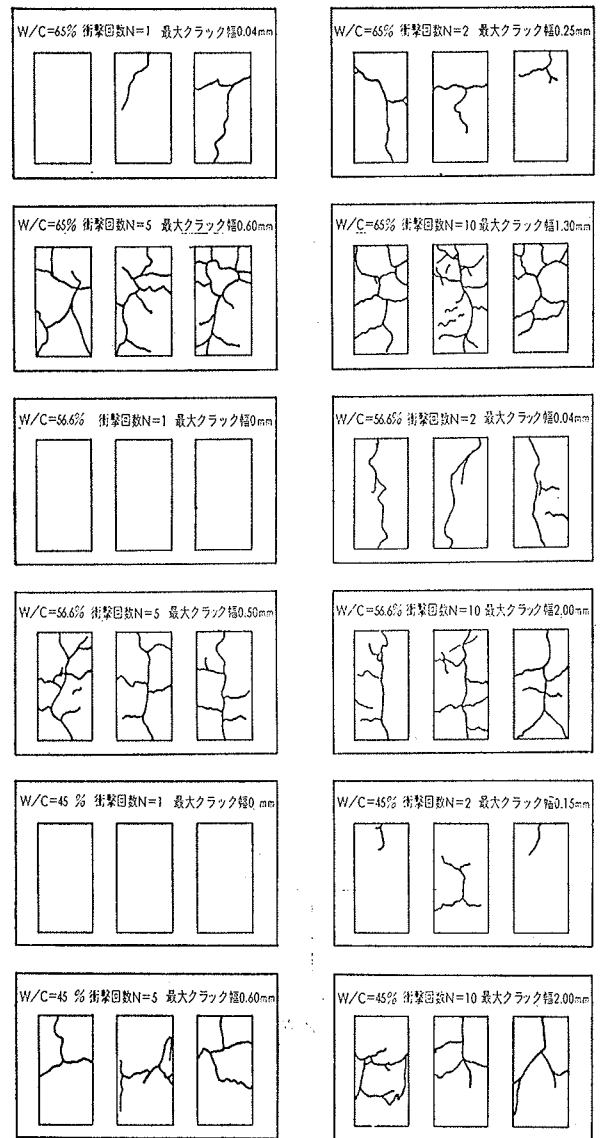 W/C=65% 衝撃回数N=1 最大クラック幅0.04mm
W/C=65% 衝撃回数N=2 最大クラック幅0.25mm
W/C=65% 衝撃回数N=5 最大クラック幅0.60mm
W/C=65% 衝撃回数N=10 最大クラック幅1.30mm
W/C=56.6% 衝撃回数N=1 最大クラック幅0mm
W/C=56.6% 衝撃回数N=2 最大クラック幅0.04mm
W/C=56.6% 衝撃回数N=5 最大クラック幅0.50mm
W/C=56.6% 衝撃回数N=10 最大クラック幅2.00mm
W/C=45 % 衝撃回数N=1 最大クラック幅0 mm
W/C=45% 衝撃回数N=2 最大クラック幅0.15mm
W/C=45 % 衝撃回数N=5 最大クラック幅0.60mm
W/C=45% 衝撃回数N=10 最大クラック幅2.00mm